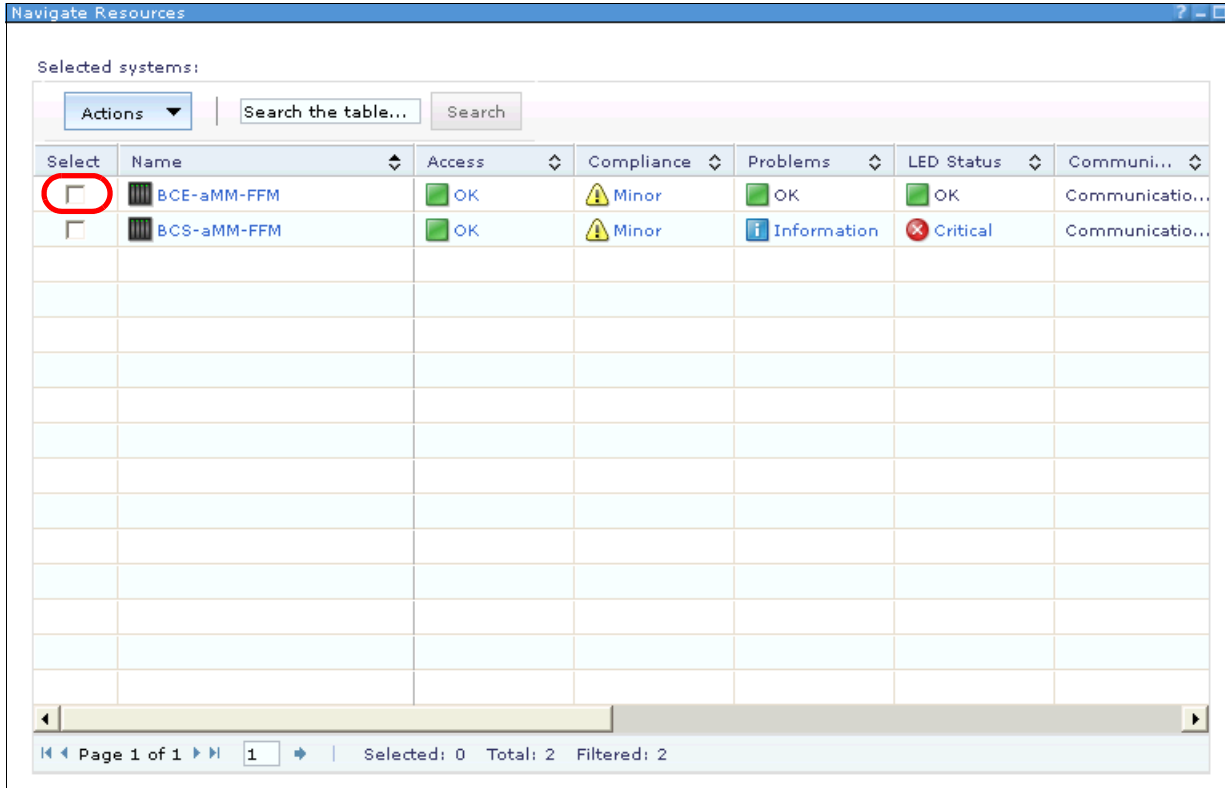 Navigate Resources ? –
Selected systems:
Actions Search the table... Search
Select Name Access Compliance Problems LED Status Communi...
BCE-aMM-FFM OK Minor OK OK Communicatio...
BCS-aMM-FFM OK Minor Information Critical Communicatio...
Page 1 of 1 1 | Selected: 0 Total: 2 Filtered: 2